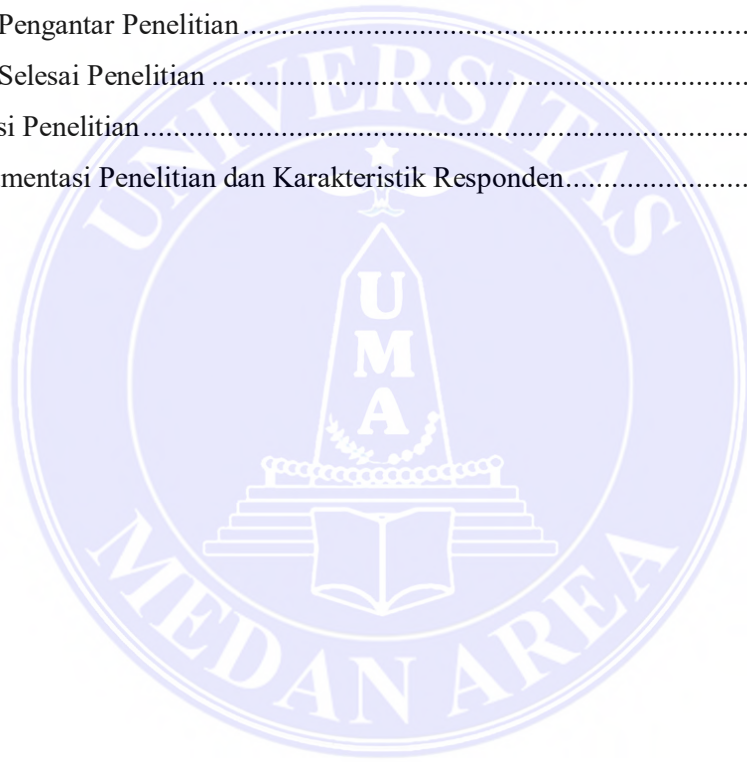 Pengantar Penelitian....................................................................
Selesai Penelitian ........................................................................
si Penelitian..................................................................................
mentasi Penelitian dan Karakteristik Responden.........................
UNIVERSITAS
U
M
A
MEDAN AREA